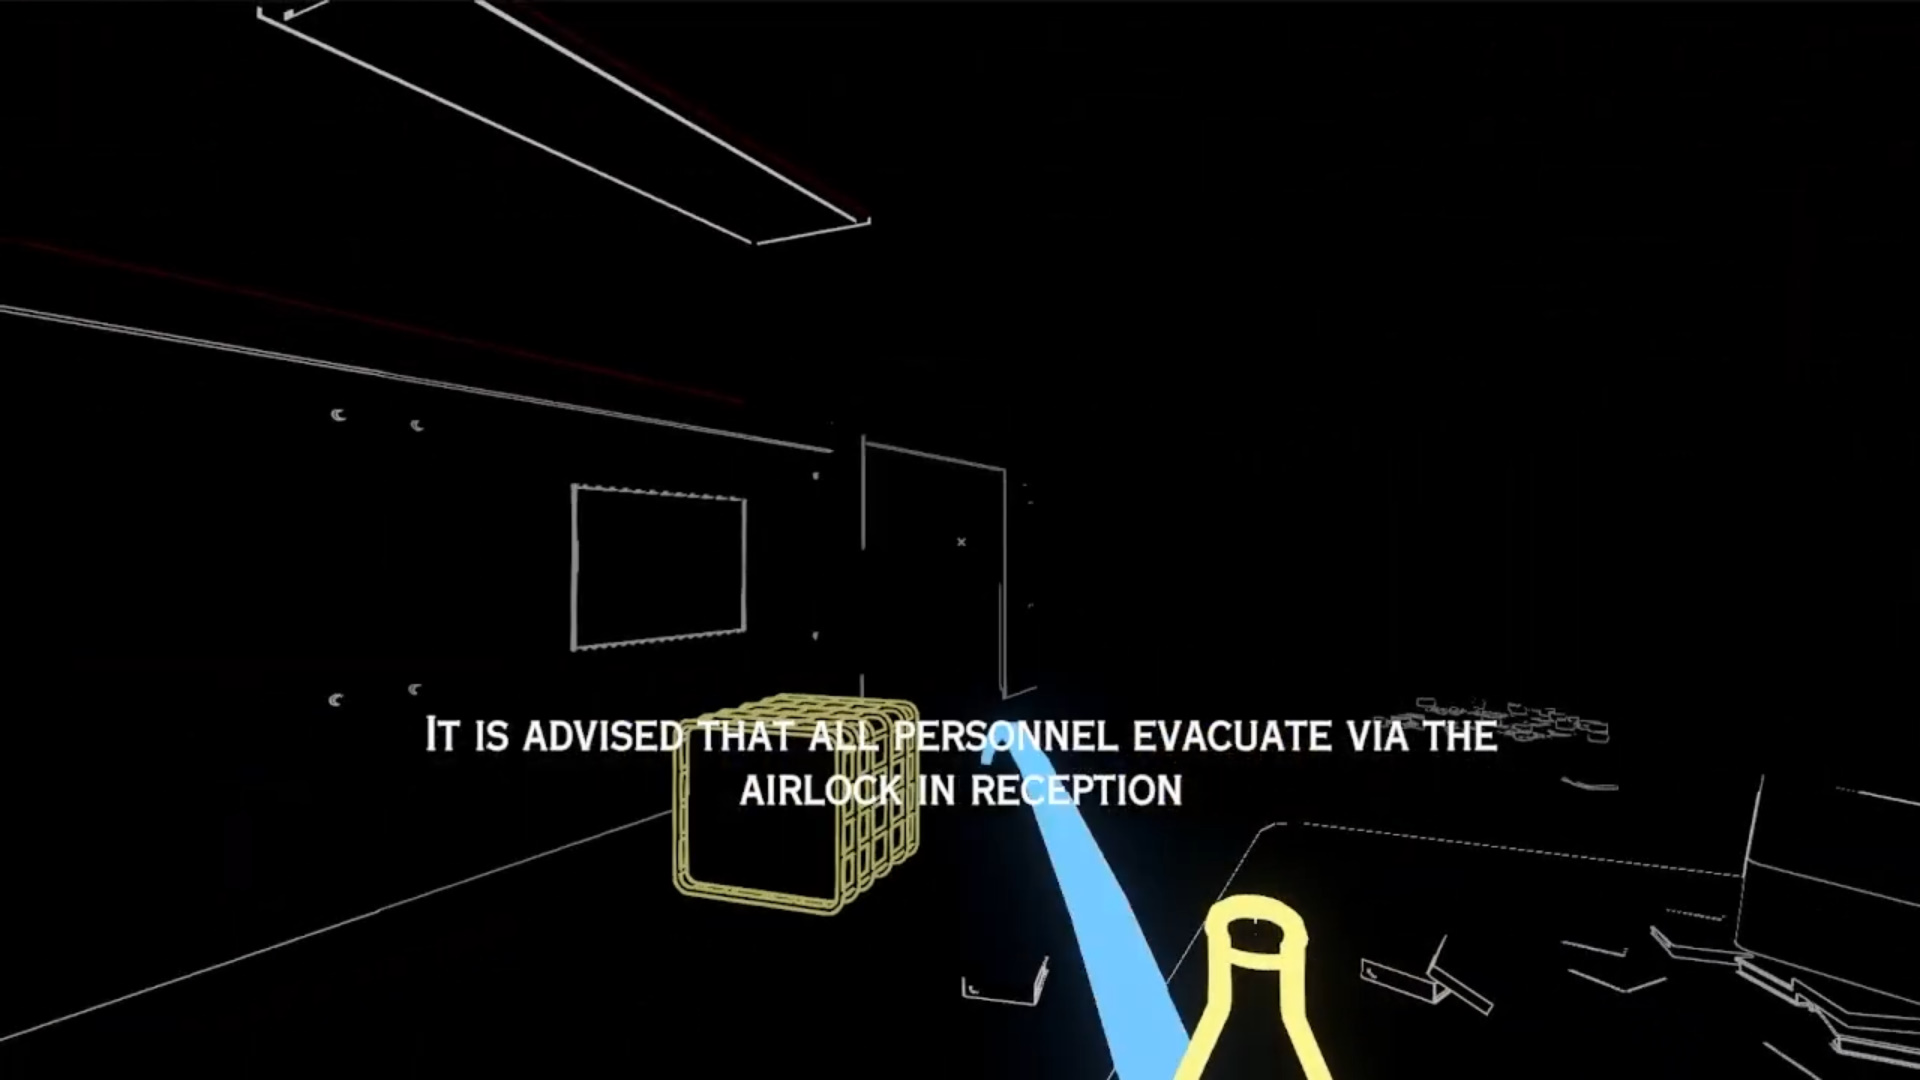 It is advised that all personnel evacuate via the
airlock in reception